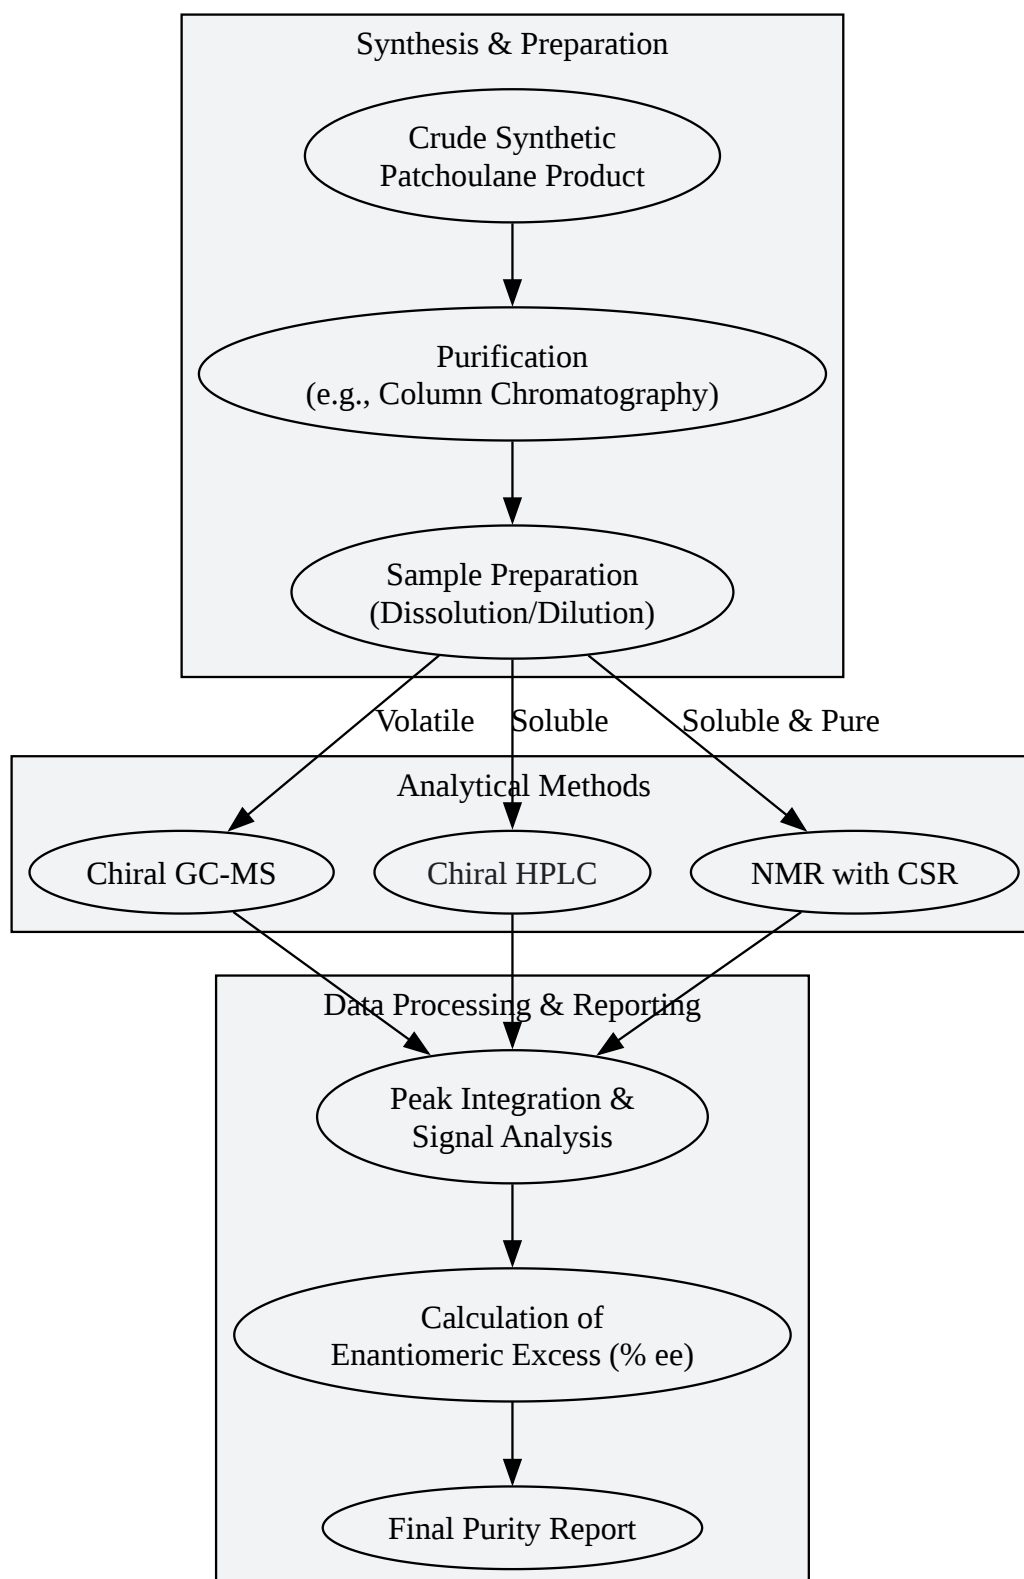 Synthesis & Preparation
Crude Synthetic
Patchoulane Product
Purification
(e.g., Column Chromatography)
Sample Preparation
(Dissolution/Dilution)
Volatile
Soluble
Soluble & Pure
Analytical Methods
Chiral GC-MS
Chiral HPLC
NMR with CSR
Data Processing & Reporting
Peak Integration &
Signal Analysis
Calculation of
Enantiomeric Excess (% ee)
Final Purity Report